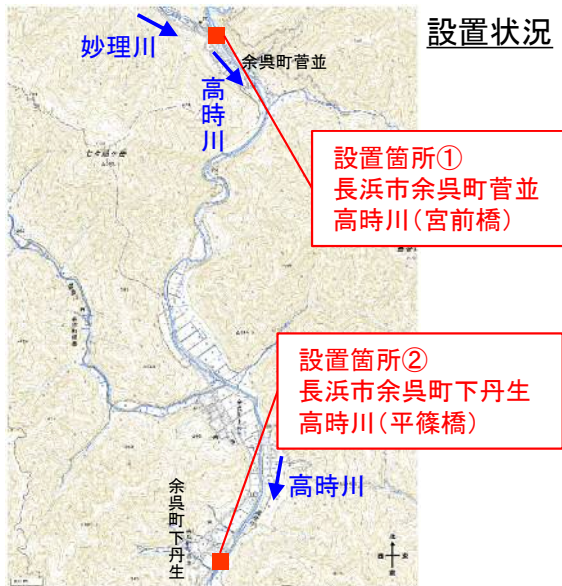 設置状況
妙理川
余呉町菅並
高時川
設置箇所①
長浜市余呉町菅並
高時川(宮前橋)
設置箇所②
長浜市余呉町下丹生
高時川(平篠橋)
高時川
余呉町下丹生
北